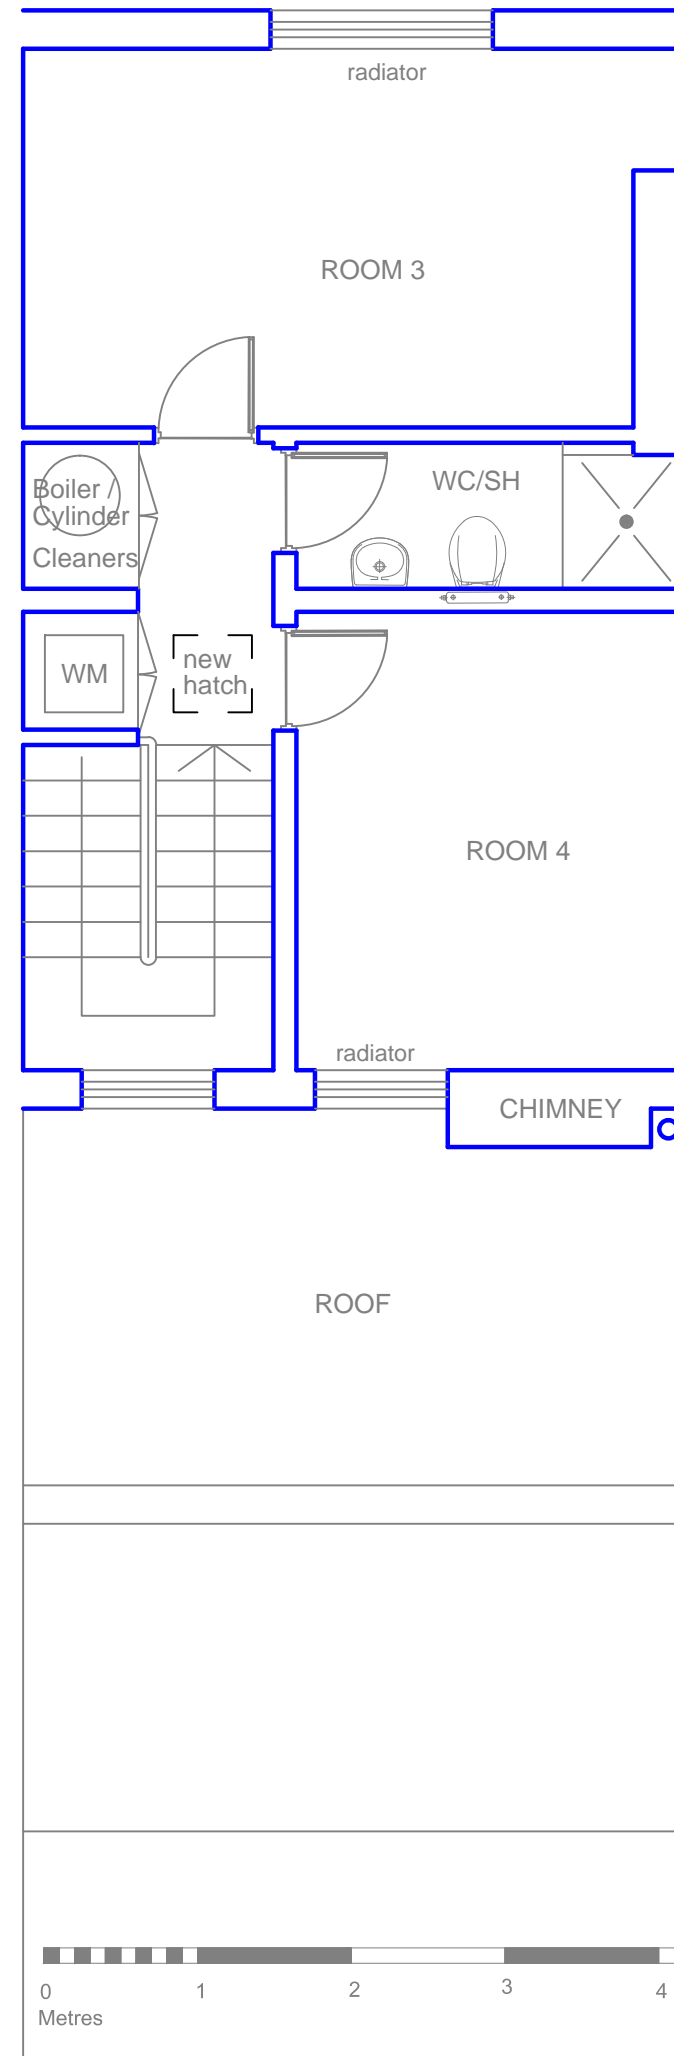 radiator
ROOM 3
WC/SH
Boiler /
Cylinder
Cleaners
new
hatch
WM
ROOM 4
radiator
CHIMNEY
ROOF
0 1 2 3 4
Metres